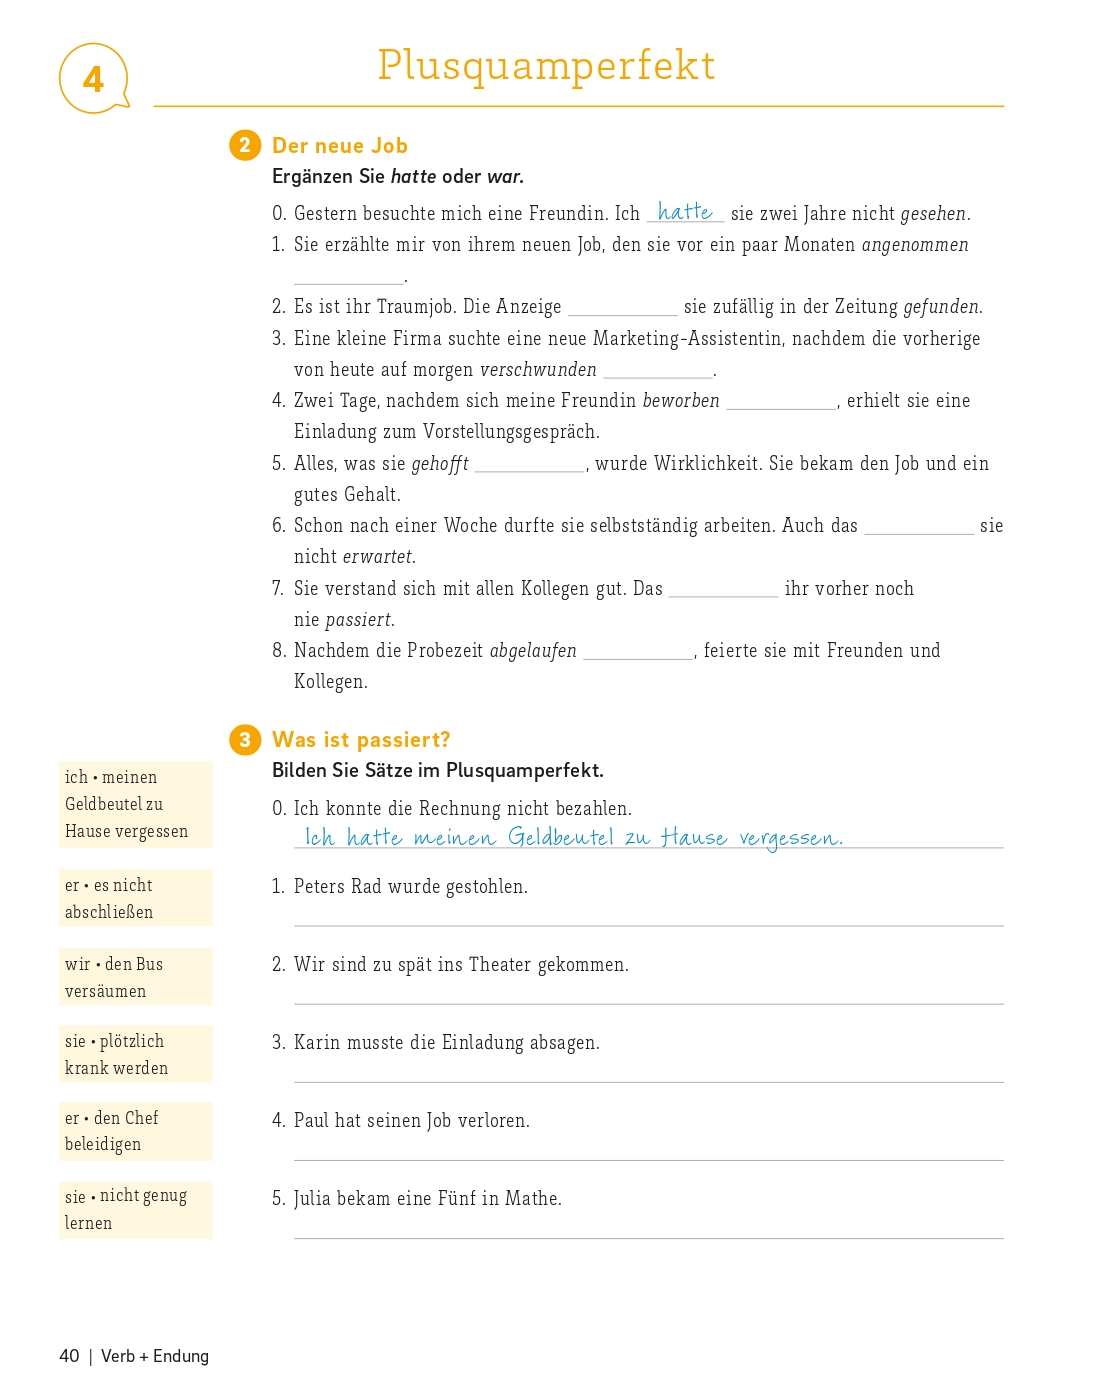 4
Plusquamperfekt
2 Der neue Job
Ergänzen Sie hatte oder war.
0. Gestern besuchte mich eine Freundin. Ich hatte sie zwei Jahre nicht gesehen.
1. Sie erzählte mir von ihrem neuen Job, den sie vor ein paar Monaten angenommen
___________.
2. Es ist ihr Traumjob. Die Anzeige ___________ sie zufällig in der Zeitung gefunden.
3. Eine kleine Firma suchte eine neue Marketing-Assistentin, nachdem die vorherige
von heute auf morgen verschwunden ___________.
4. Zwei Tage, nachdem sich meine Freundin beworben ___________, erhielt sie eine
Einladung zum Vorstellungsgespräch.
5. Alles, was sie gehofft ___________, wurde Wirklichkeit. Sie bekam den Job und ein
gutes Gehalt.
6. Schon nach einer Woche durfte sie selbstständig arbeiten. Auch das ___________ sie
nicht erwartet.
7. Sie verstand sich mit allen Kollegen gut. Das ___________ ihr vorher noch
nie passiert.
8. Nachdem die Probezeit abgelaufen ___________, feierte sie mit Freunden und
Kollegen.
3 Was ist passiert?
Bilden Sie Sätze im Plusquamperfekt.
ich • meinen
Geldbeutel zu
Hause vergessen
0. Ich konnte die Rechnung nicht bezahlen.
Ich hatte meinen Geldbeutel zu Hause vergessen.
er • es nicht
abschließen
1. Peters Rad wurde gestohlen.
wir • den Bus
versäumen
2. Wir sind zu spät ins Theater gekommen.
sie • plötzlich
krank werden
3. Karin musste die Einladung absagen.
er • den Chef
beleidigen
4. Paul hat seinen Job verloren.
sie • nicht genug
lernen
5. Julia bekam eine Fünf in Mathe.
40 | Verb + Endung